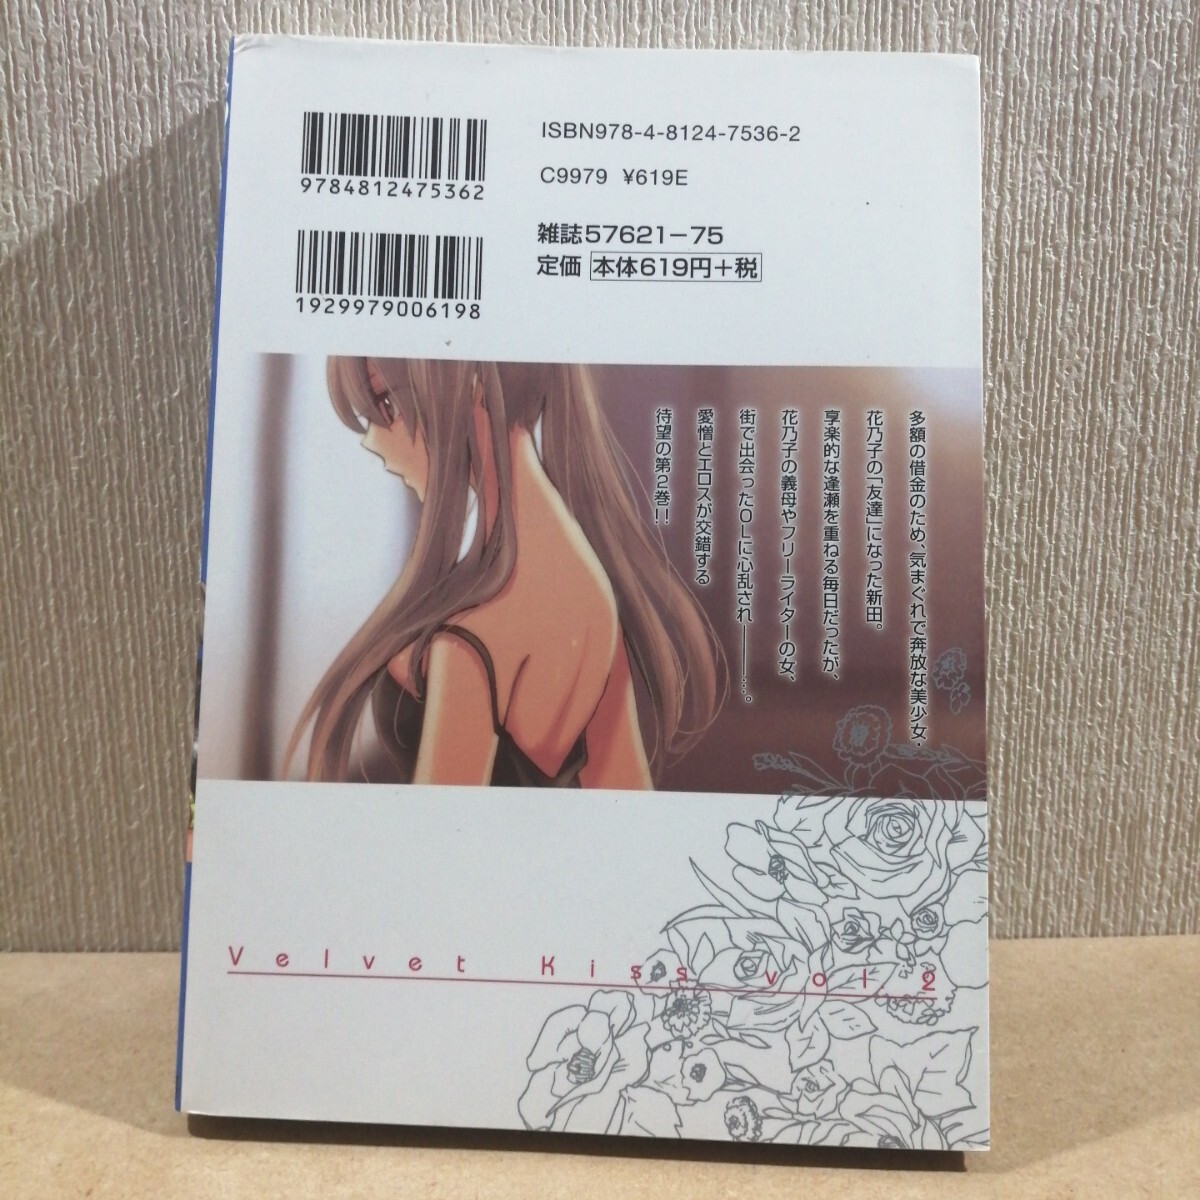 ISBN978-4-8124-7536-2
C9979 ¥619E
9784812475362
雑誌57621-75
定価 本体619円+税
1929979006198
多額の借金のため、気まぐれで奔放な美少女・
花乃子の「友達」になった新田。
享楽的な逢瀬を重ねる毎日だったが、
花乃子の義母やフリーライターの女、
街で出会ったOLに心乱され――…。
愛憎とエロスが交錯する
待望の第2巻!!
Velvet Kiss vol.2